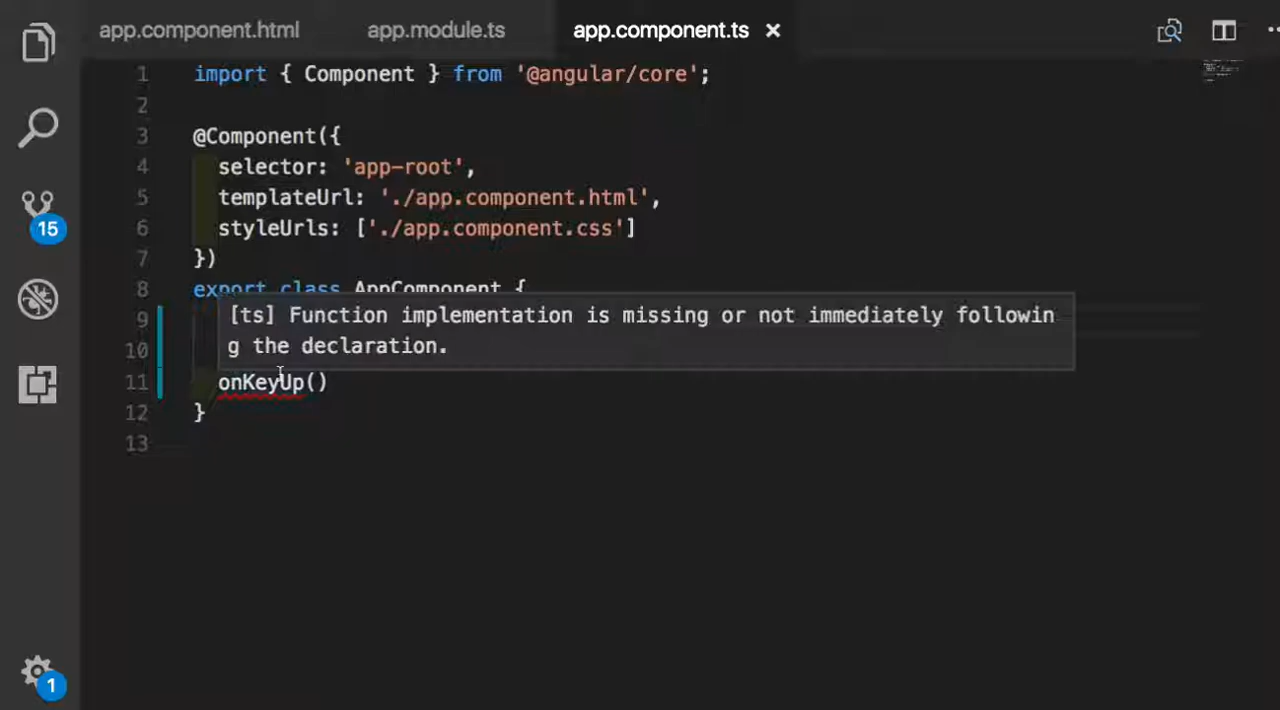 app.component.html app.module.ts app.component.ts ×
1 import { Component } from '@angular/core';
2
3 @Component({
4 selector: 'app-root',
5 templateUrl: './app.component.html',
6 styleUrls: ['./app.component.css']
7 })
8 export class AppComponent {
9
[ts] Function implementation is missing or not immediately followin
g the declaration.
10
11 onKeyUp()
12 }
13
15
1